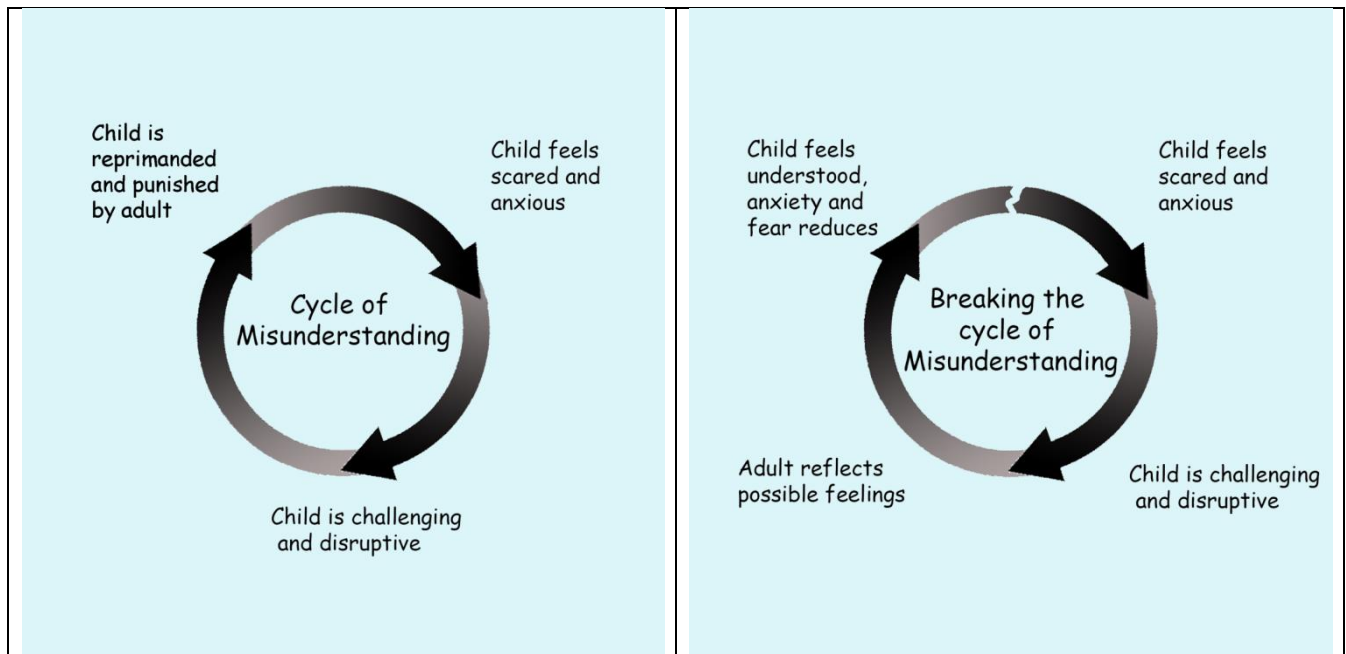 Child is
reprimanded
and punished
by adult
Child feels
scared and
anxious
Cycle of
Misunderstanding
Child is challenging
and disruptive
Child feels
understood,
anxiety and
fear reduces
Child feels
scared and
anxious
Breaking the
cycle of
Misunderstanding
Adult reflects
possible feelings
Child is challenging
and disruptive